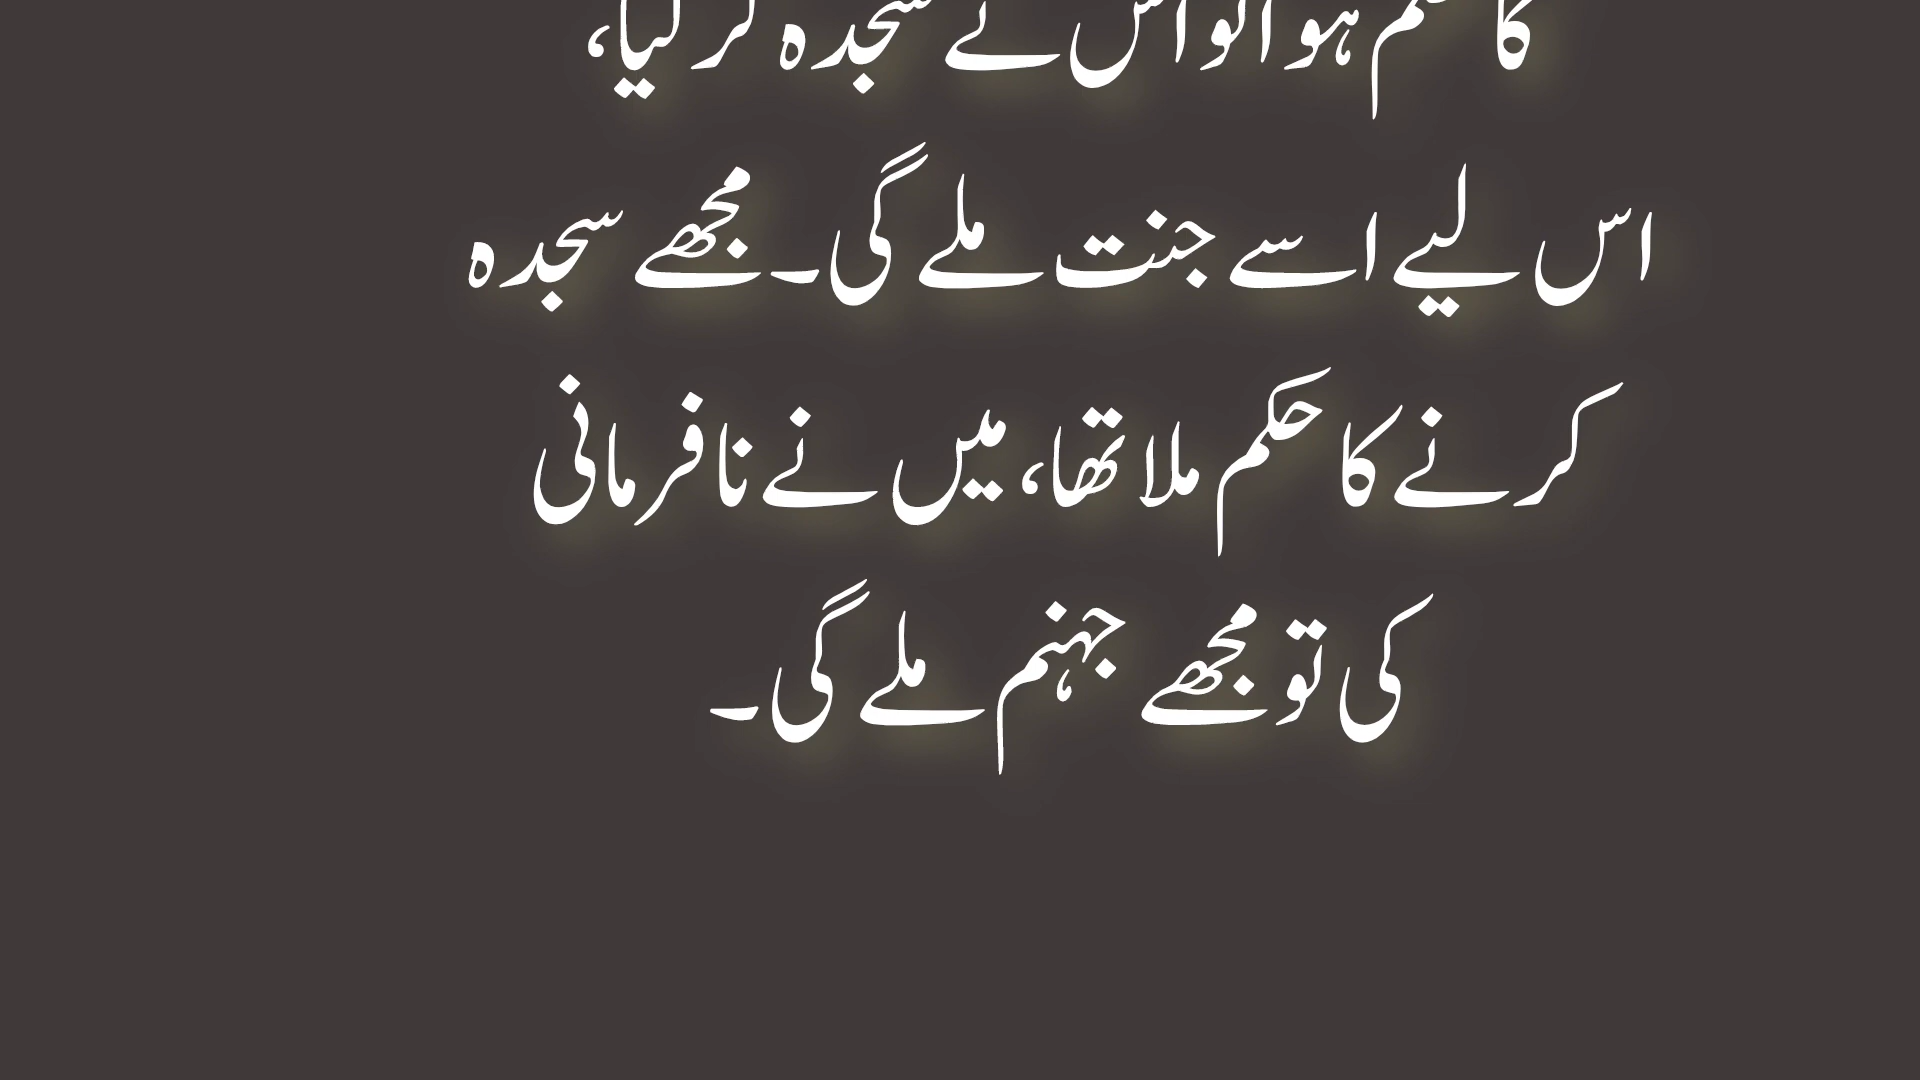 کا حکم ہوا تو اس نے سجدہ کر لیا،
اس لیے اسے جنت ملے گی۔ مجھے سجدہ
کرنے کا حکم ملا تھا، میں نے نافرمانی
کی تو مجھے جہنم ملے گی۔